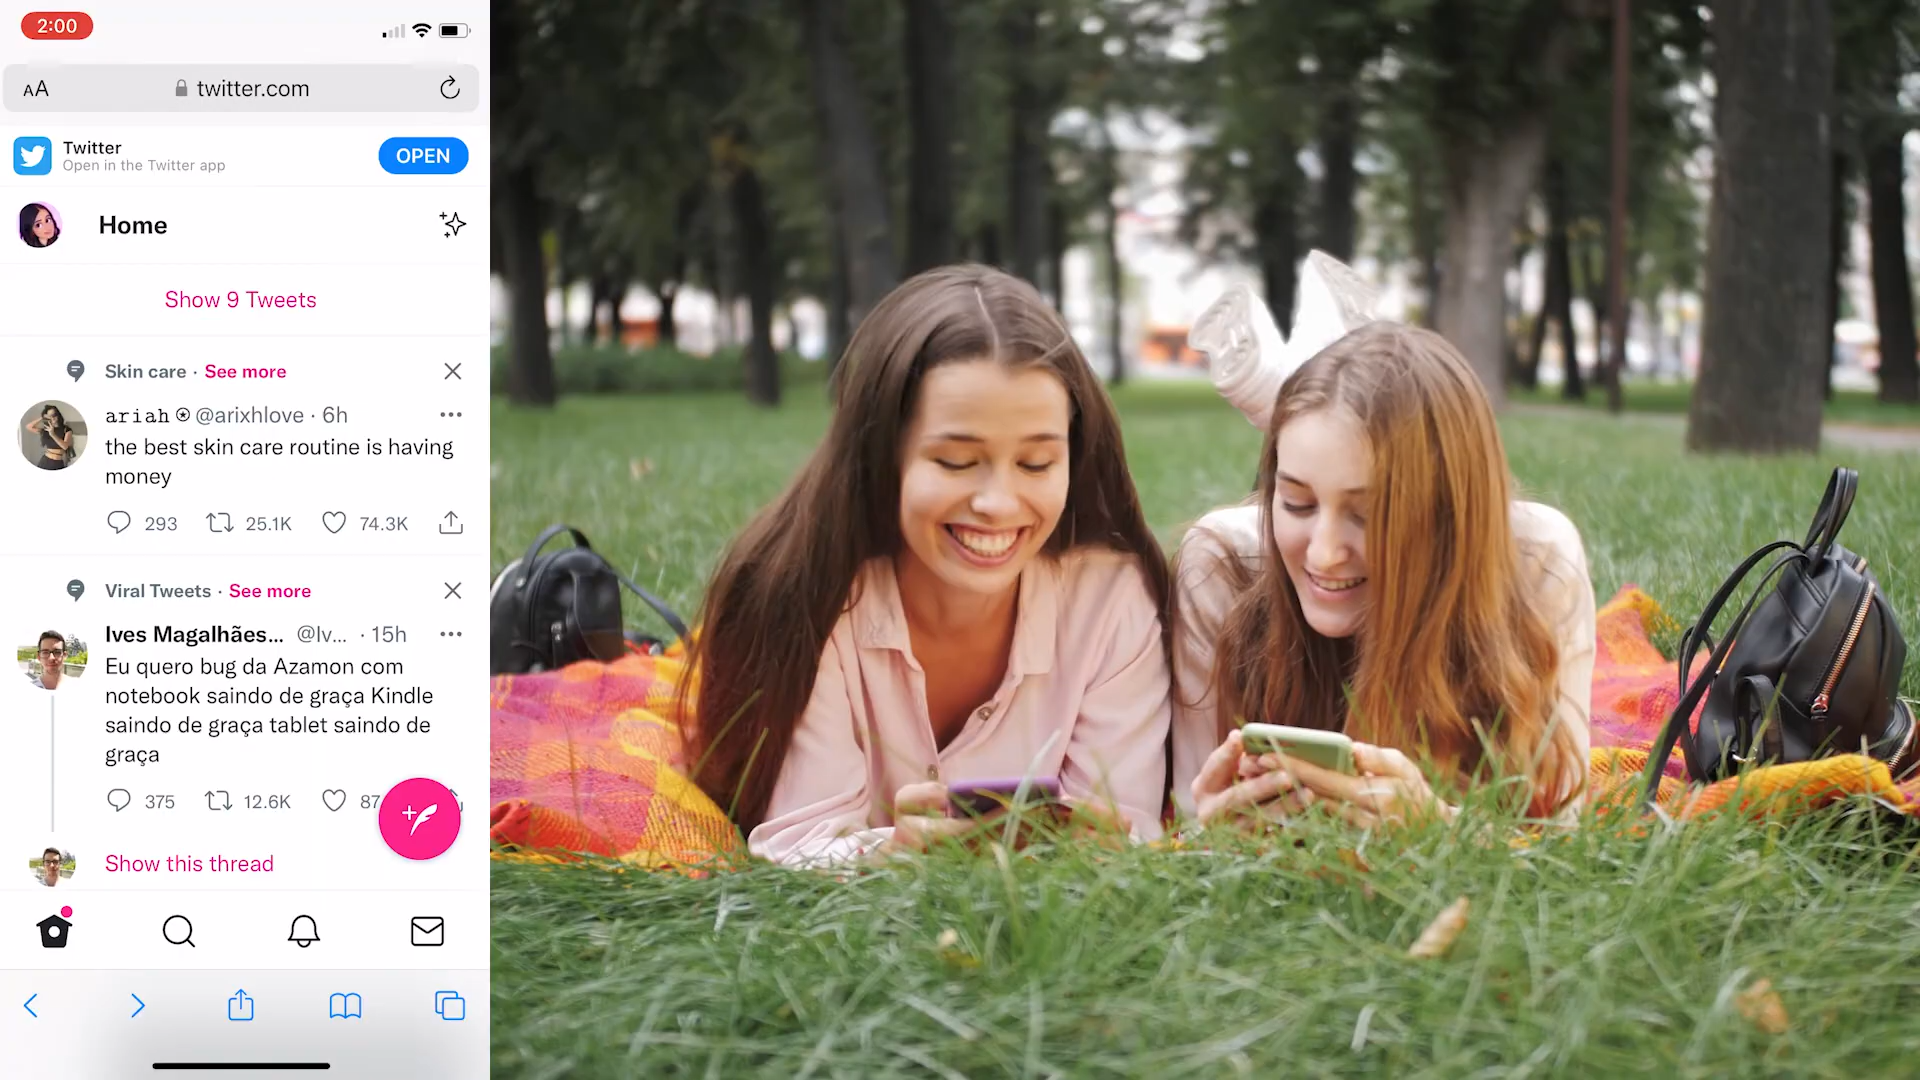 2:00
AA twitter.com
Twitter
Open in the Twitter app
OPEN
Home
Show 9 Tweets
Skin care · See more
ariah @arixhlove · 6h
the best skin care routine is having
money
293 25.1K 74.3K
Viral Tweets · See more
Ives Magalhães... @Iv... · 15h
Eu quero bug da Azamon com
notebook saindo de graça Kindle
saindo de graça tablet saindo de
graça
375 12.6K 87
Show this thread